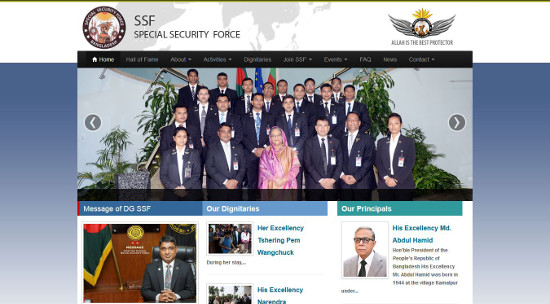 SPECIAL SECURITY FORCE
BANGLADESH
SSF
SPECIAL SECURITY FORCE
ALLAH IS THE BEST PROTECTOR
Home Hall of Fame About Activities Dignitaries Join SSF Events FAQ News Contact
Message of DG SSF
Our Dignitaries
Our Principals
Her Excellency
Tshering Pem
Wangchuck
During her stay,...
His Excellency
Narendra
His Excellency Md.
Abdul Hamid
Hon'ble President of the
People's Republic of
Bangladesh His Excellency
Md. Abdul Hamid was born in
1944 at the village Kamalpur
under...